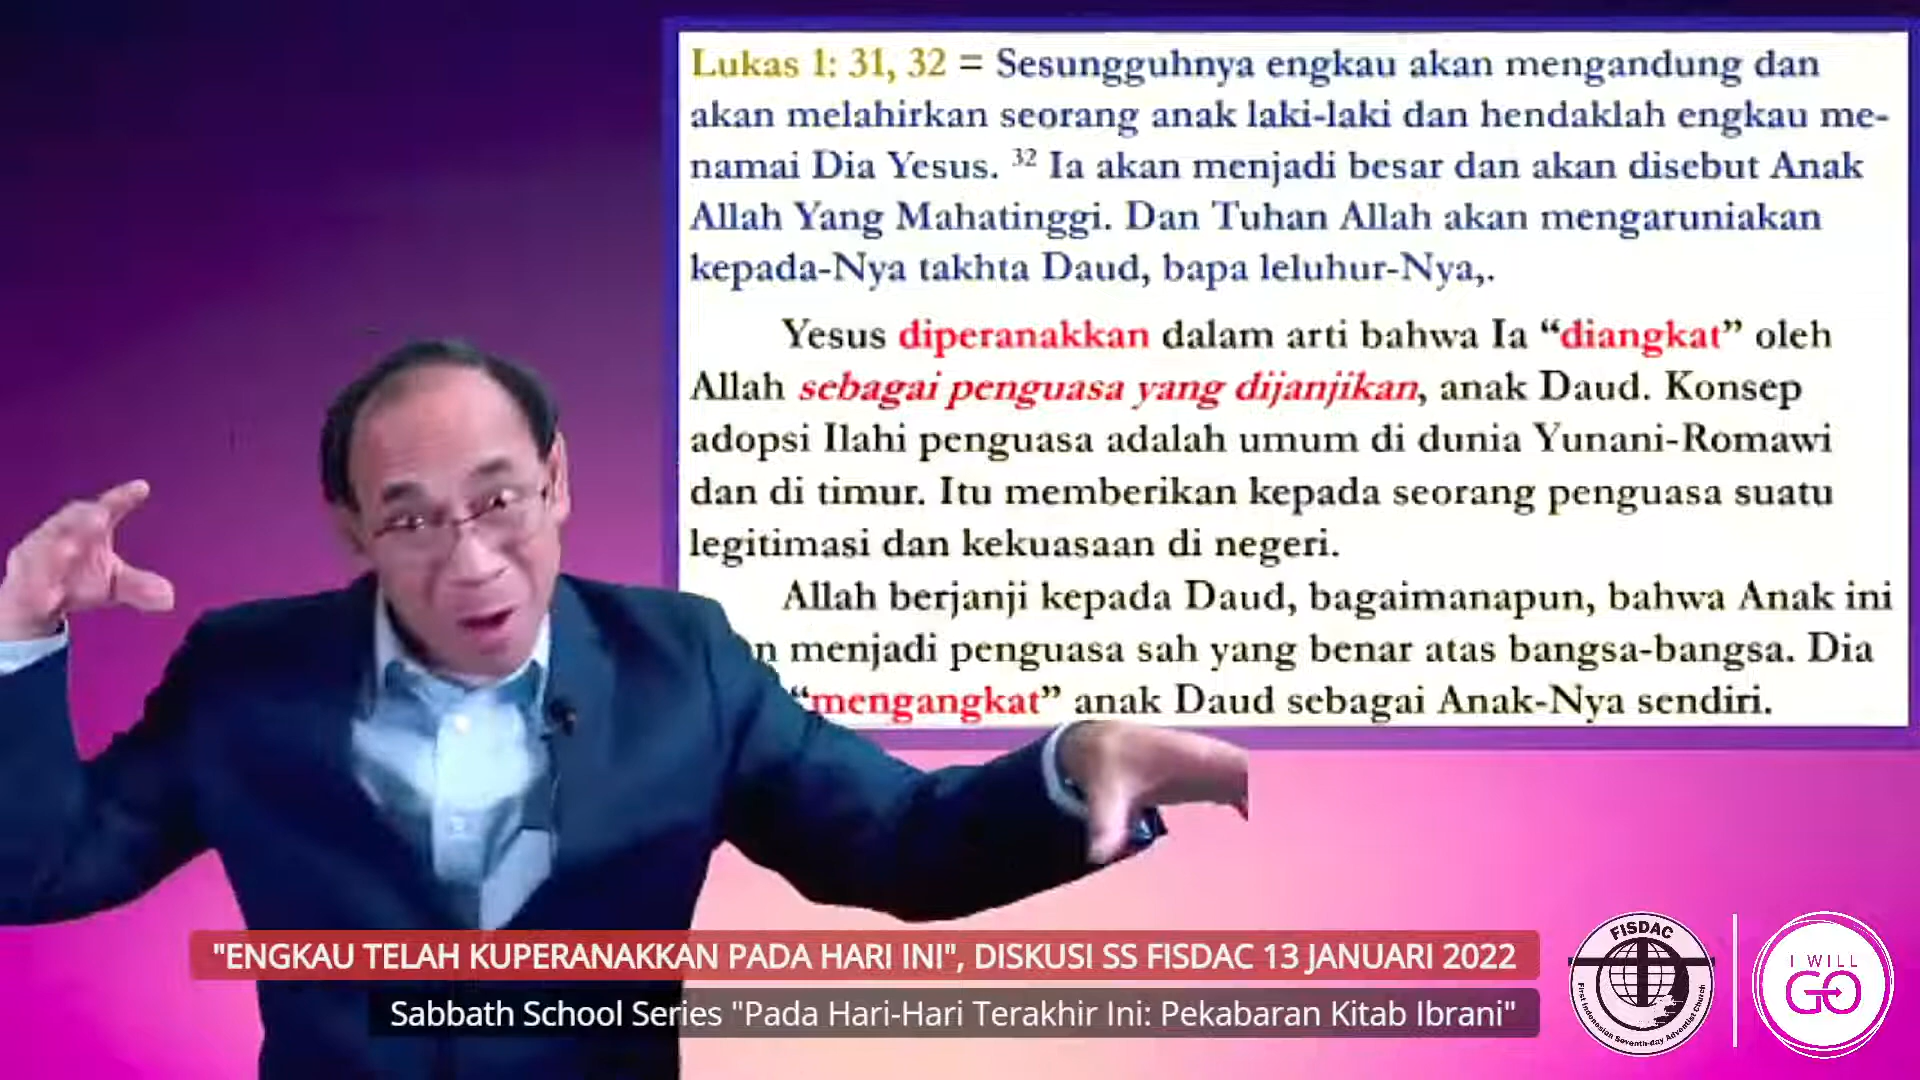 Lukas 1: 31, 32 = Sesungguhnya engkau akan mengandung dan
akan melahirkan seorang anak laki-laki dan hendaklah engkau me-
namai Dia Yesus. 32 Ia akan menjadi besar dan akan disebut Anak
Allah Yang Mahatinggi. Dan Tuhan Allah akan mengaruniakan
kepada-Nya takhta Daud, bapa leluhur-Nya,.
Yesus diperanakkan dalam arti bahwa Ia “diangkat” oleh
Allah sebagai penguasa yang dijanjikan, anak Daud. Konsep
adopsi Ilahi penguasa adalah umum di dunia Yunani-Romawi
dan di timur. Itu memberikan kepada seorang penguasa suatu
legitimasi dan kekuasaan di negeri.
Allah berjanji kepada Daud, bagaimanapun, bahwa Anak ini
menjadi penguasa sah yang benar atas bangsa-bangsa. Dia
“mengangkat” anak Daud sebagai Anak-Nya sendiri.
"ENGKAU TELAH KUPERANAKKAN PADA HARI INI", DISKUSI SS FISDAC 13 JANUARI 2022
Sabbath School Series "Pada Hari-Hari Terakhir Ini: Pekabaran Kitab Ibrani"
FISDAC
First Indonesian Seventh-day Adventist Church
I WILL
GO